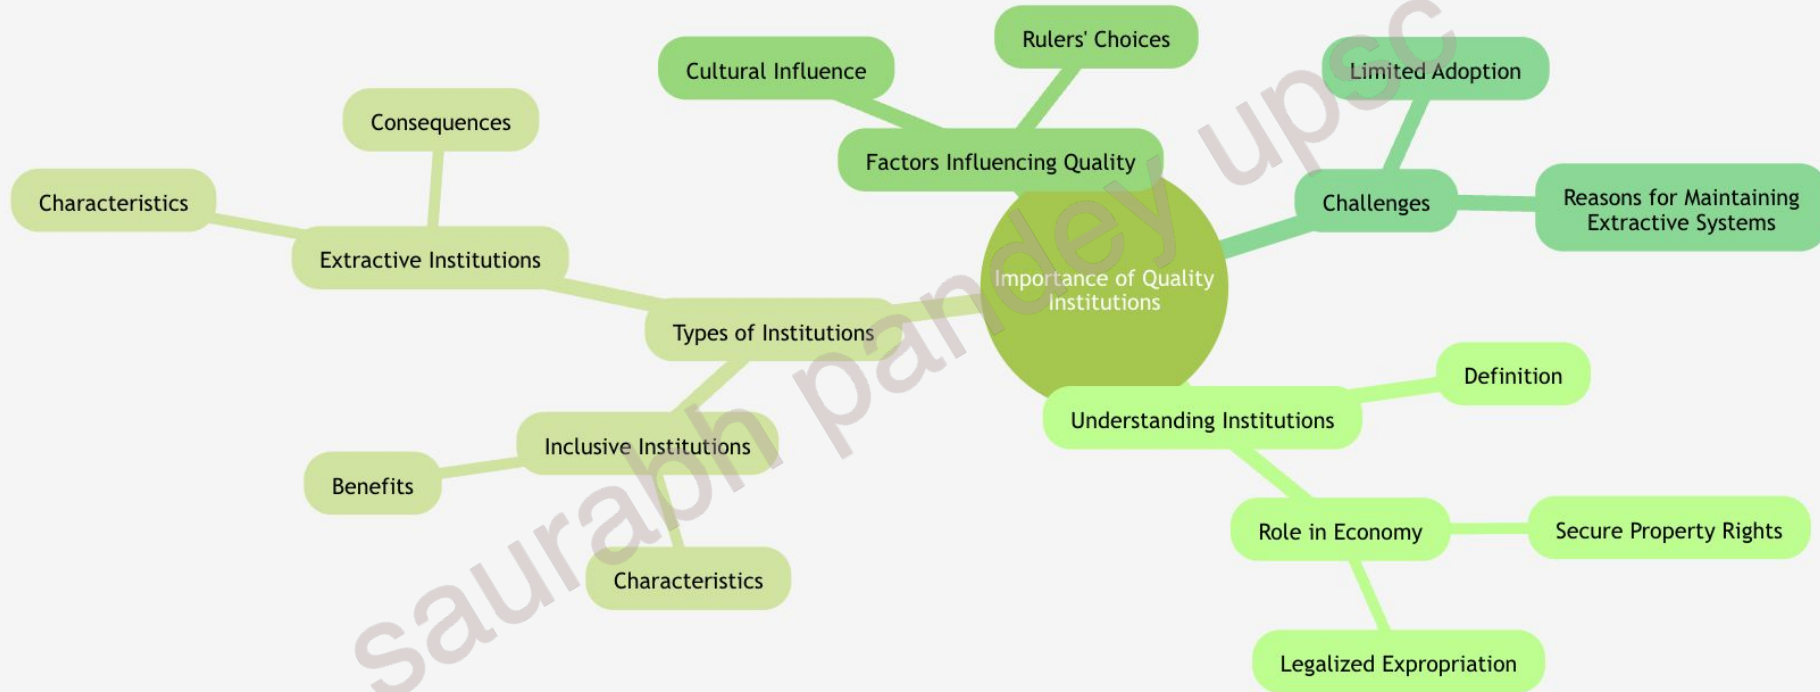 Rulers' Choices
Cultural Influence
Limited Adoption
Consequences
Factors Influencing Quality
Characteristics
Challenges
Reasons for Maintaining
Extractive Systems
Extractive Institutions
Importance of Quality
Institutions
Types of Institutions
Definition
Understanding Institutions
Inclusive Institutions
Benefits
Role in Economy
Secure Property Rights
Characteristics
Legalized Expropriation
saurabh pandey upsc